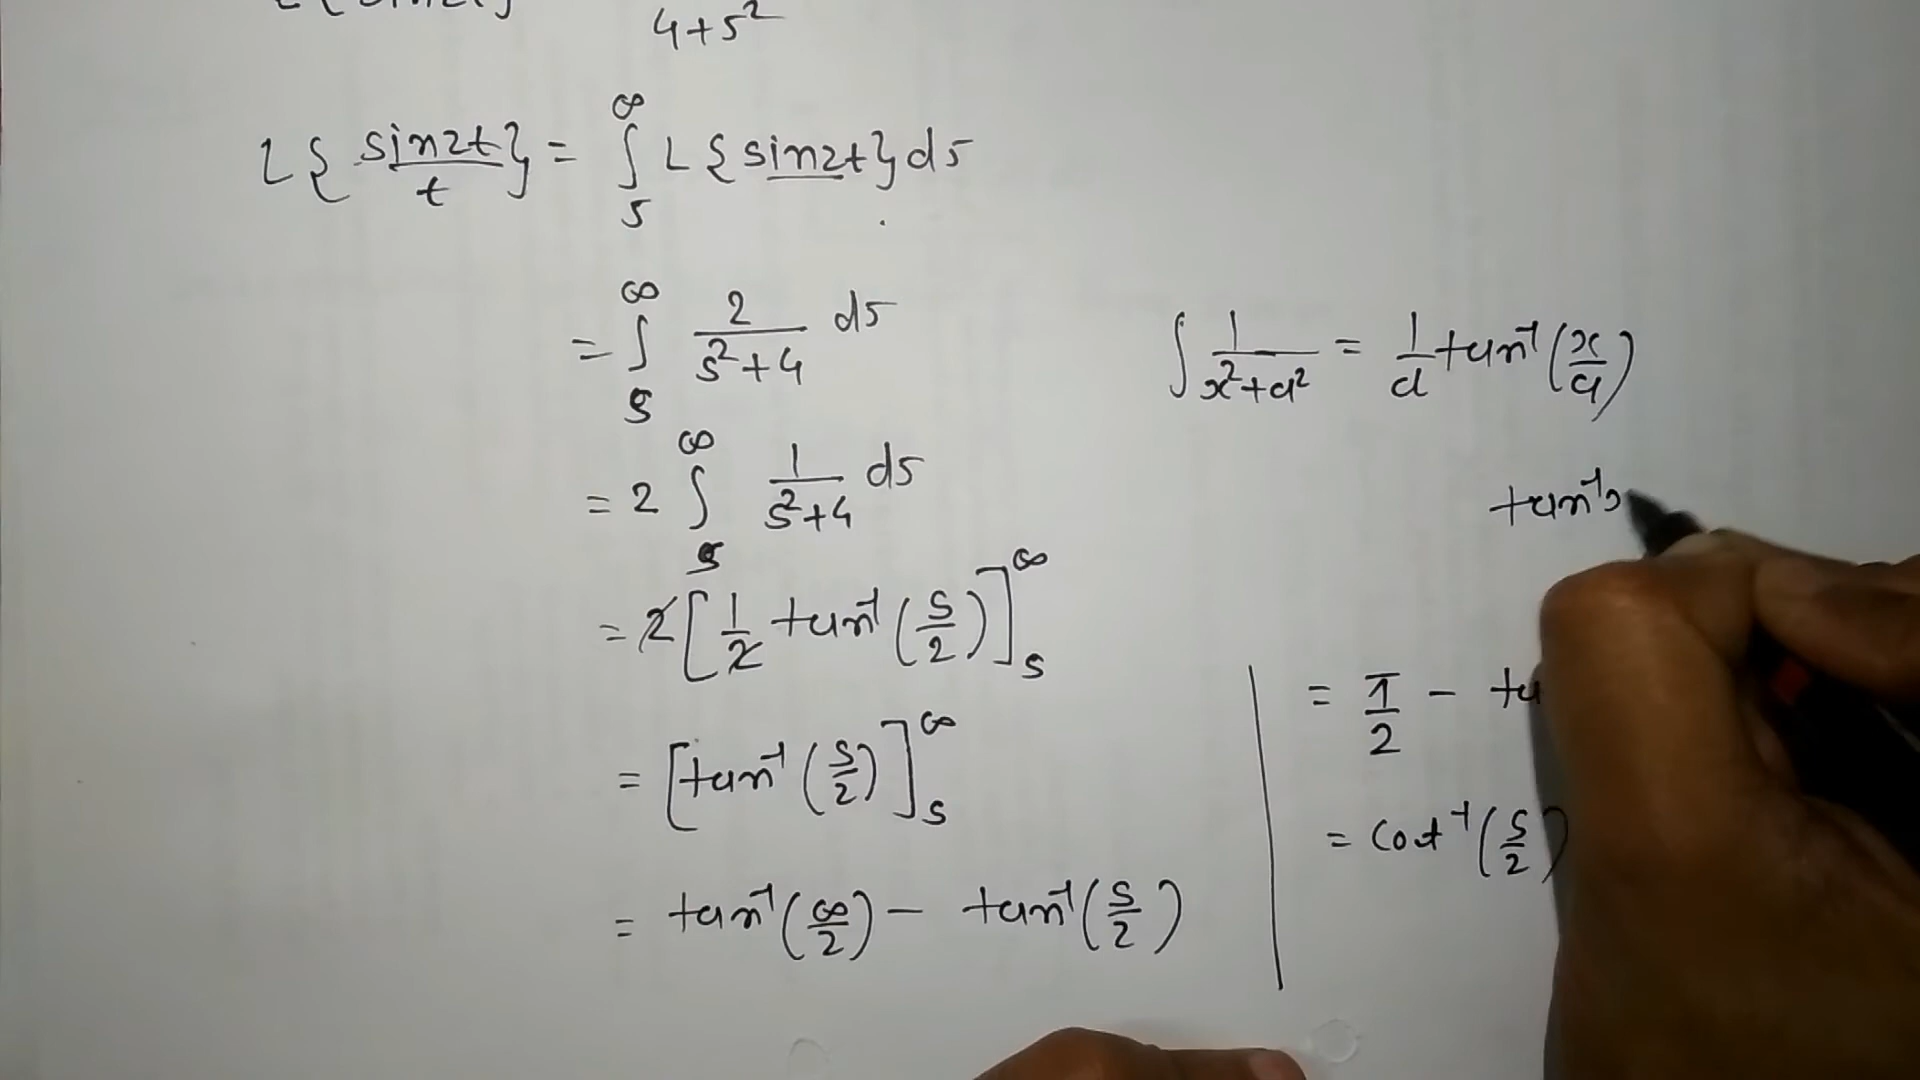 4+s²
L{ sin2t/t } = ∫_s^∞ L{sin2t} ds
= ∫_s^∞ 2/(s²+4) ds
= 2 ∫_s^∞ 1/(s²+4) ds
= 2[ 1/2 tan⁻¹(s/2) ]_s^∞
= [ tan⁻¹(s/2) ]_s^∞
= tan⁻¹(∞/2) − tan⁻¹(s/2)
∫ 1/(x²+a²) = 1/a tan⁻¹(x/a)
tan⁻¹
= π/2 −
= cot⁻¹(s/2)